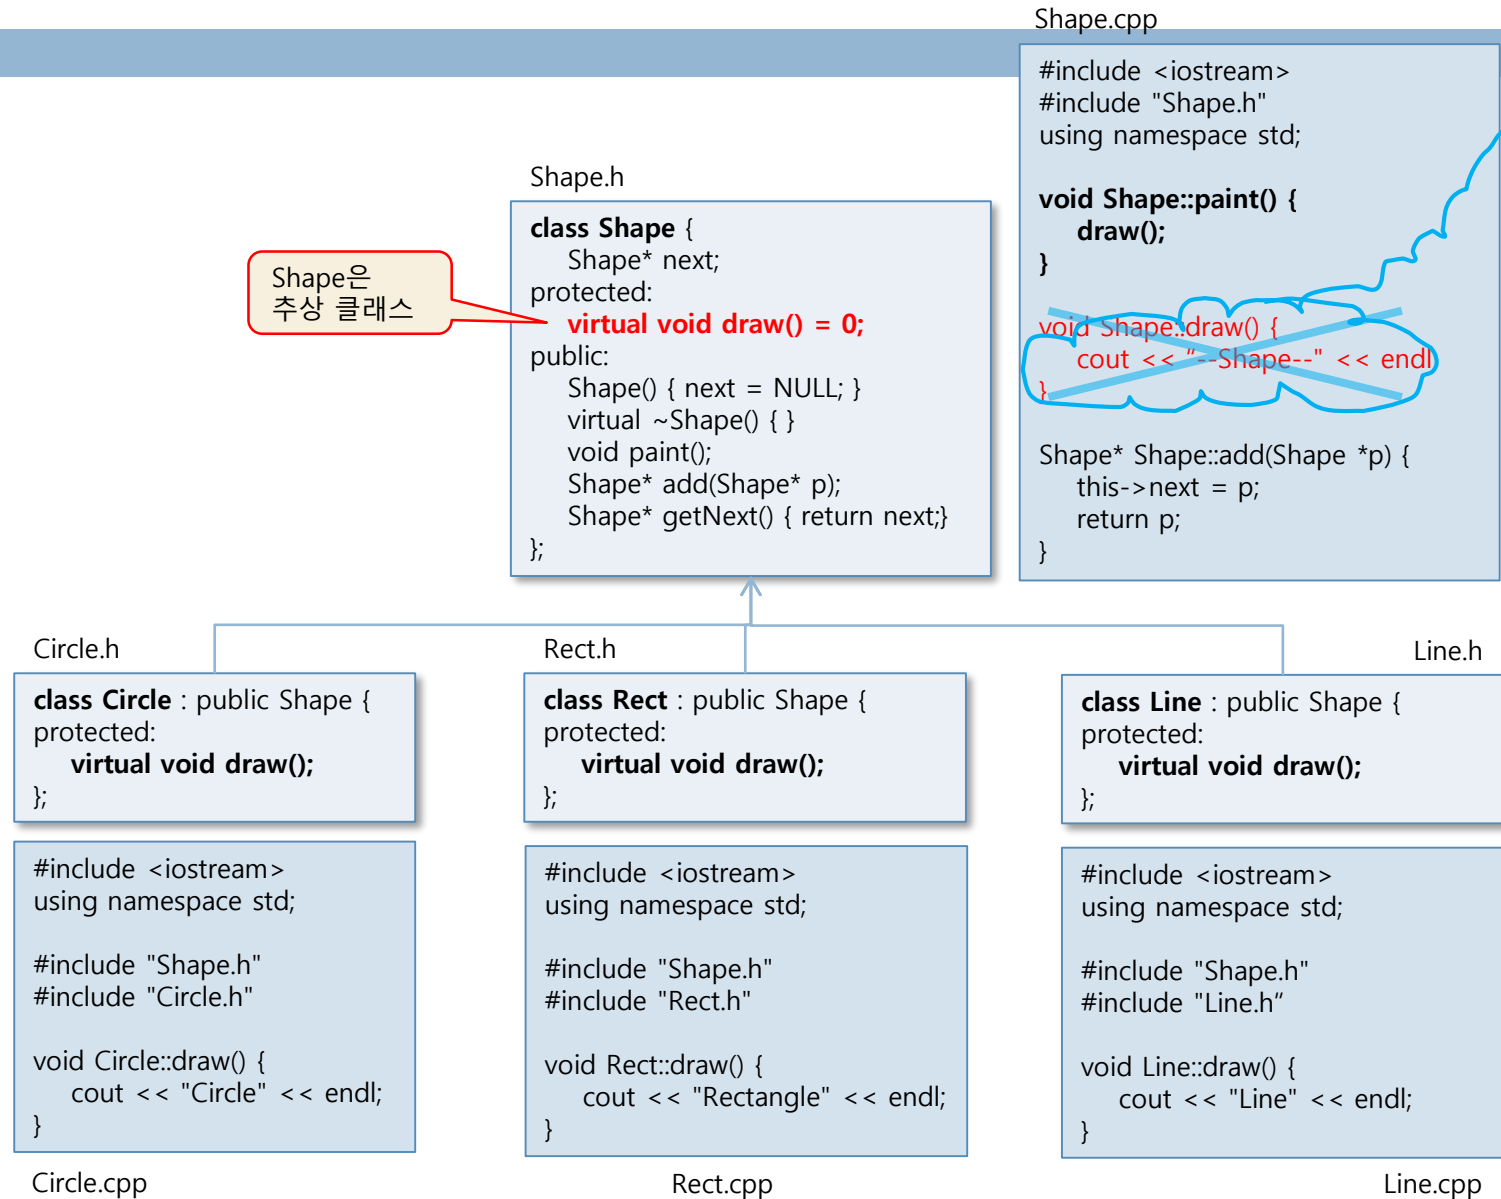 Shape.cpp
#include <iostream>
#include "Shape.h"
using namespace std;
void Shape::paint() {
draw();
}
void Shape::draw() {
cout << “--Shape--" << endl
}
Shape* Shape::add(Shape *p) {
this->next = p;
return p;
}
Shape.h
class Shape {
Shape* next;
protected:
virtual void draw() = 0;
public:
Shape() { next = NULL; }
virtual ~Shape() { }
void paint();
Shape* add(Shape* p);
Shape* getNext() { return next;}
};
Shape은
추상 클래스
Circle.h
class Circle : public Shape {
protected:
virtual void draw();
};
#include <iostream>
using namespace std;
#include "Shape.h"
#include "Circle.h"
void Circle::draw() {
cout << "Circle" << endl;
}
Circle.cpp
Rect.h
class Rect : public Shape {
protected:
virtual void draw();
};
#include <iostream>
using namespace std;
#include "Shape.h"
#include "Rect.h"
void Rect::draw() {
cout << "Rectangle" << endl;
}
Rect.cpp
Line.h
class Line : public Shape {
protected:
virtual void draw();
};
#include <iostream>
using namespace std;
#include "Shape.h"
#include "Line.h“
void Line::draw() {
cout << "Line" << endl;
}
Line.cpp